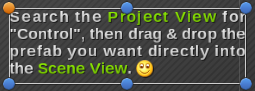 Search the Project View for
"Control", then drag & drop the
prefab you want directly into
the Scene View.